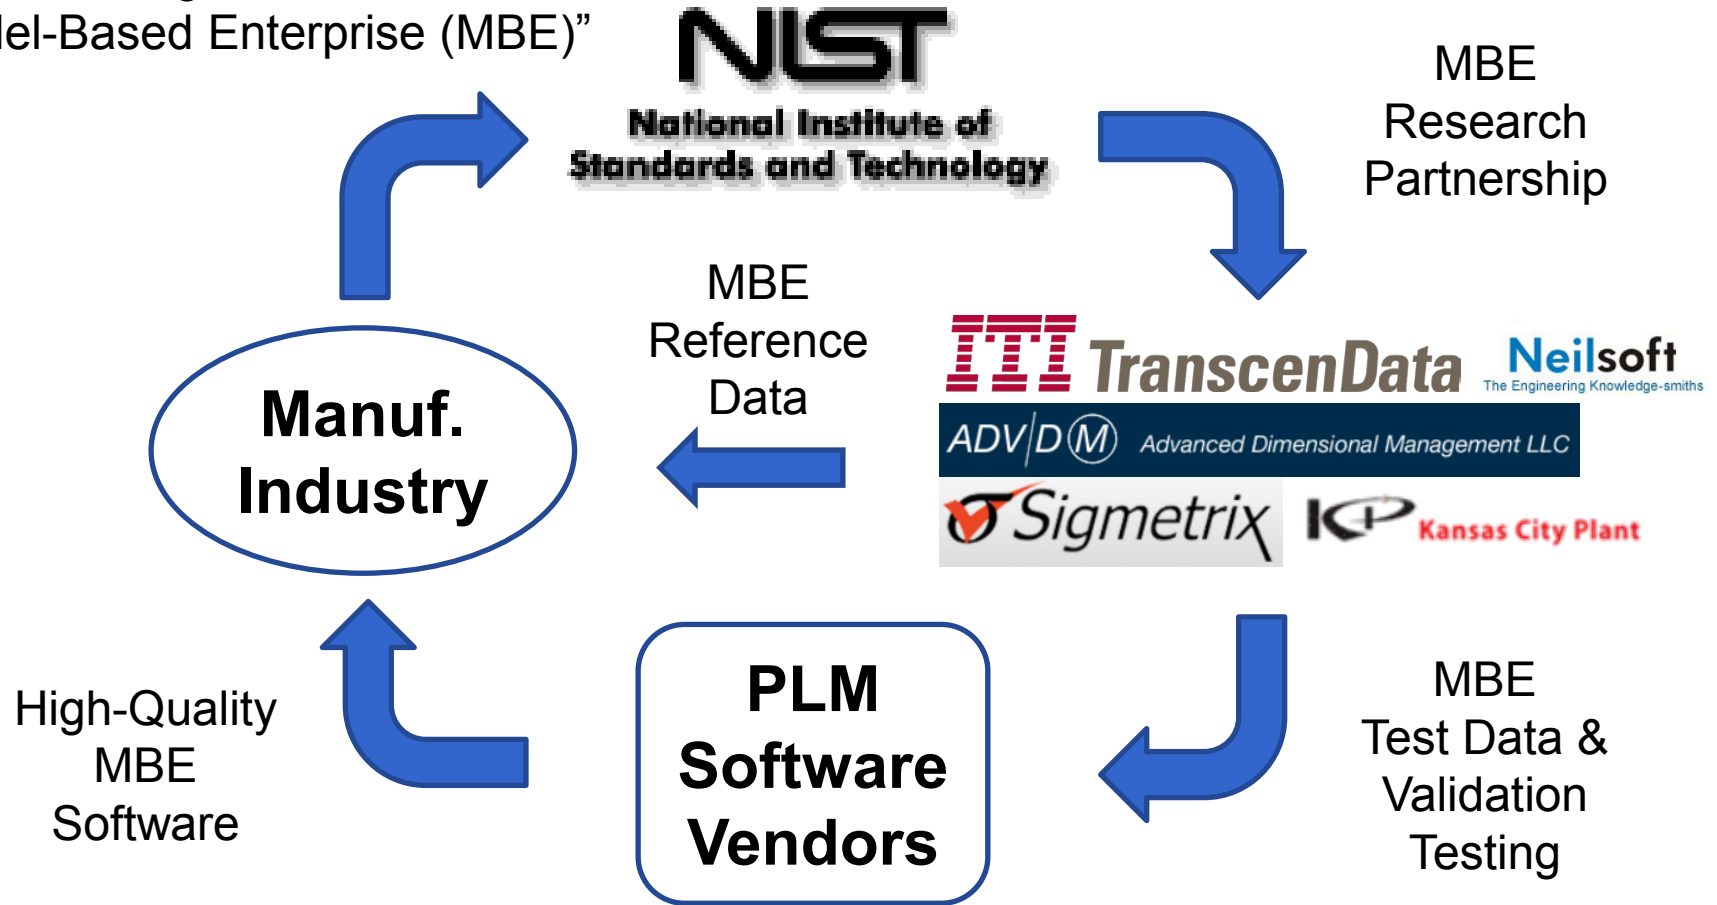 del-Based Enterprise (MBE)”
NIST
National Institute of
Standards and Technology
MBE
Research
Partnership
MBE
Reference
Data
ITI TranscenData
Neilsoft
The Engineering Knowledge-smiths
ADV/DM Advanced Dimensional Management LLC
Sigmetrix
KCP Kansas City Plant
Manuf.
Industry
High-Quality
MBE
Software
PLM
Software
Vendors
MBE
Test Data &
Validation
Testing